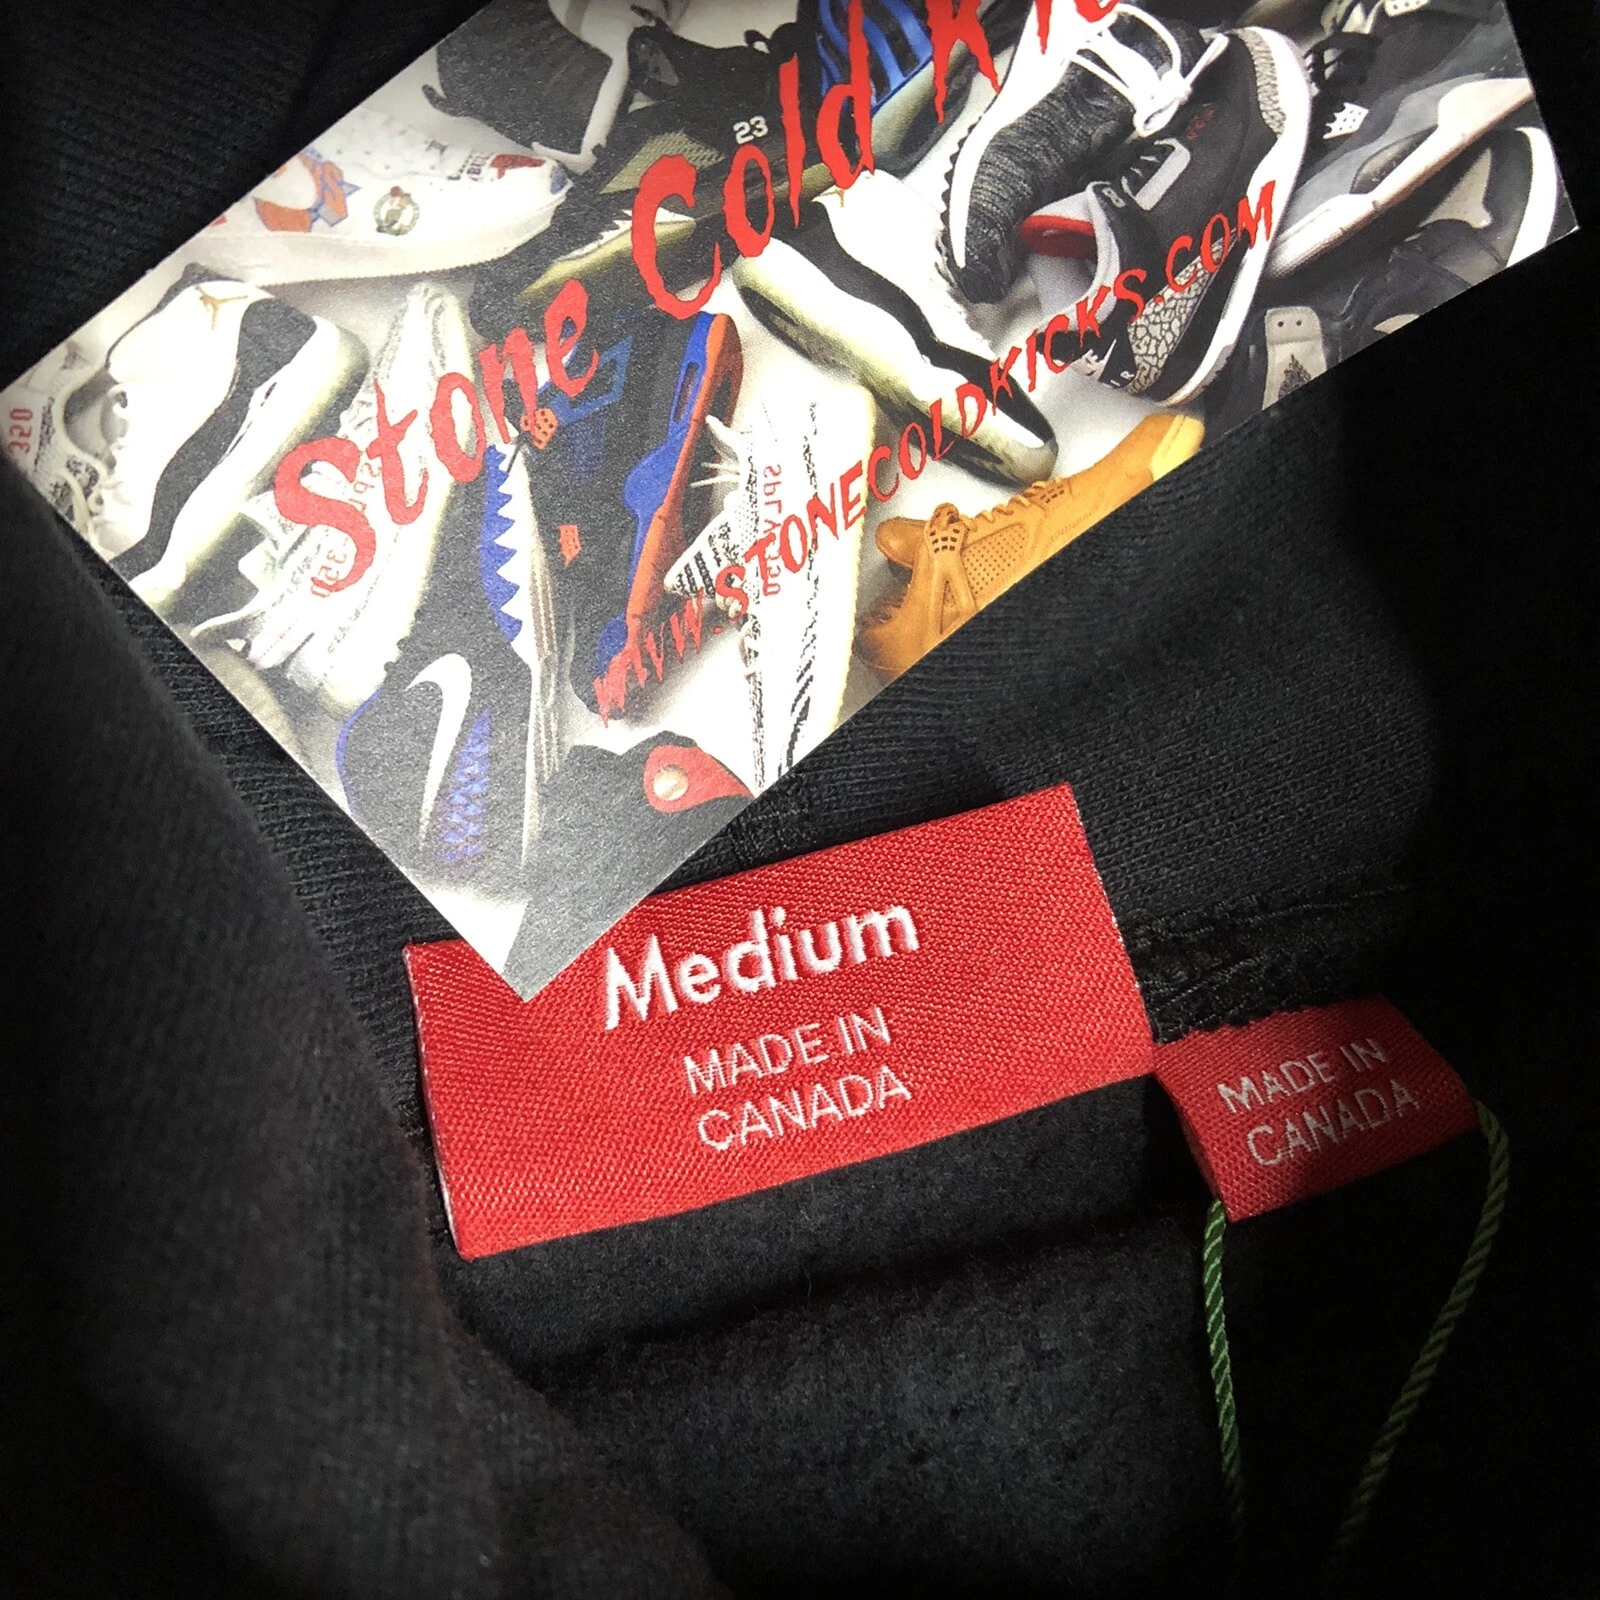 Stone Cold
WWW.STONECOLDKICKS.COM
23
Medium
MADE IN
CANADA
MADE IN
CANADA